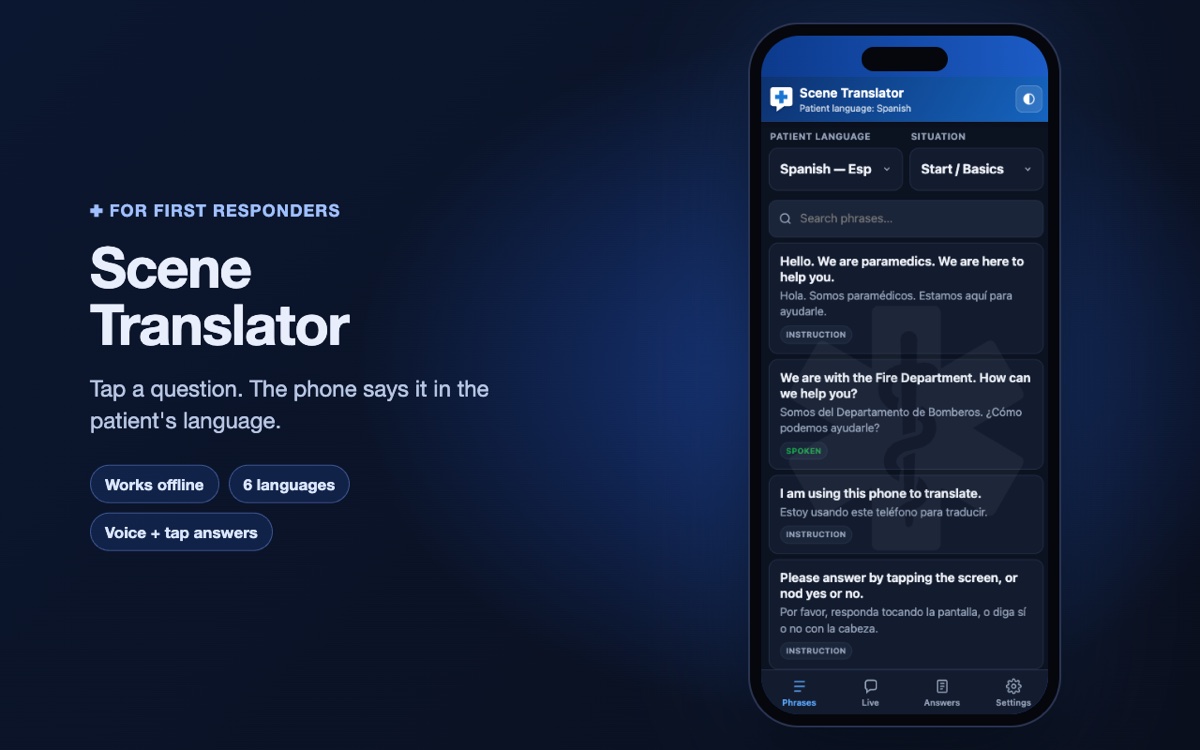 FOR FIRST RESPONDERS
Scene
Translator
Tap a question. The phone says it in the
patient's language.
Works offline
6 languages
Voice + tap answers
Scene Translator
Patient language: Spanish
PATIENT LANGUAGE
SITUATION
Spanish — Esp
Start / Basics
Search phrases...
Hello. We are paramedics. We are here to
help you.
Hola. Somos paramédicos. Estamos aquí para
ayudarle.
INSTRUCTION
We are with the Fire Department. How can
we help you?
Somos del Departamento de Bomberos. ¿Cómo
podemos ayudarle?
SPOKEN
I am using this phone to translate.
Estoy usando este teléfono para traducir.
INSTRUCTION
Please answer by tapping the screen, or
nod yes or no.
Por favor, responda tocando la pantalla, o diga sí
o no con la cabeza.
INSTRUCTION
Phrases
Live
Answers
Settings